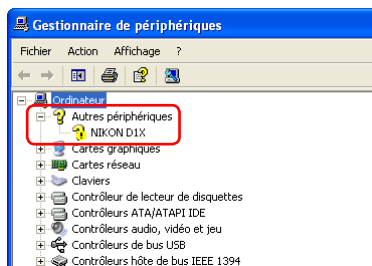 Gestionnaire de périphériques
Fichier Action Affichage ?
Ordinateur
Autres périphériques
NIKON D1X
Cartes graphiques
Cartes réseau
Claviers
Contrôleur de lecteur de disquettes
Contrôleurs ATA/ATAPI IDE
Contrôleurs audio, vidéo et jeu
Contrôleurs de bus USB
Contrôleurs hôte de bus IEEE 1394